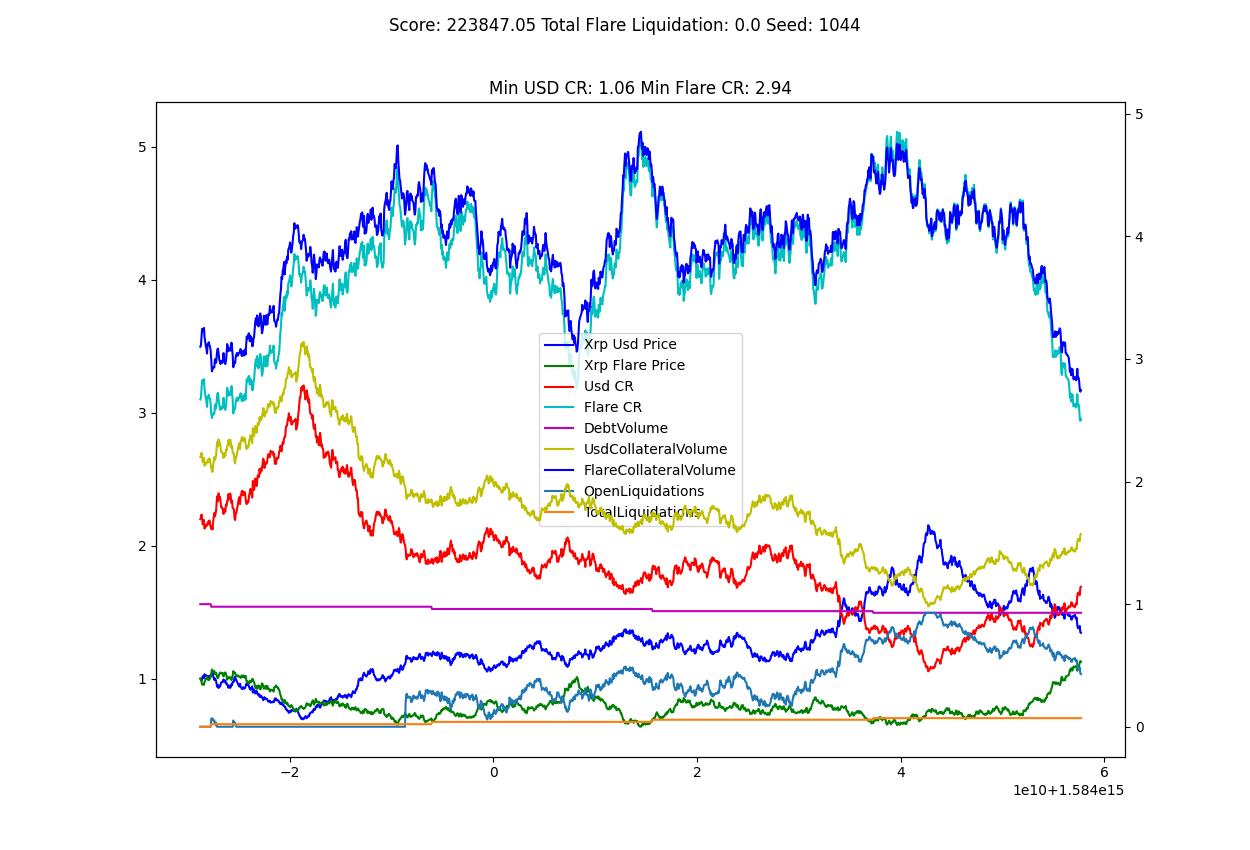 Score: 223847.05 Total Flare Liquidation: 0.0 Seed: 1044
Min USD CR: 1.06 Min Flare CR: 2.94
5
4
3
2
1
5
4
3
2
1
0
Xrp Usd Price
Xrp Flare Price
Usd CR
Flare CR
DebtVolume
UsdCollateralVolume
FlareCollateralVolume
OpenLiquidations
TotalLiquidations
−2
0
2
4
6
1e10+1.584e15